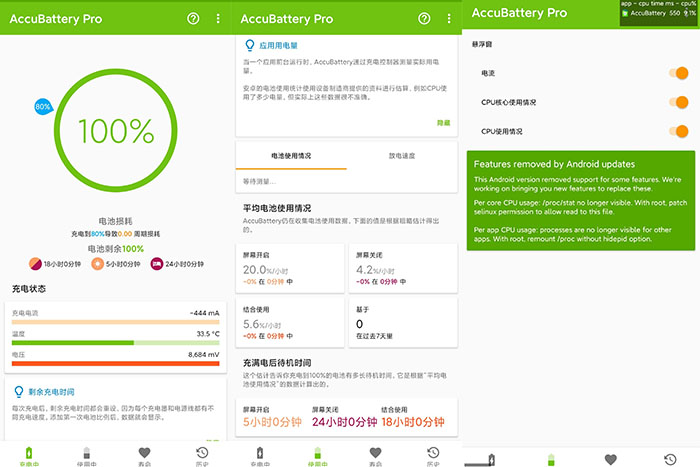 AccuBattery Pro
80%
100%
电池损耗
充电到80%导致0.00 周期损耗
电池剩余100%
18小时0分钟
5小时0分钟
24小时0分钟
充电状态
充电电流
-444 mA
温度
33.5 °C
电压
8,684 mV
剩余充电时间
每次充电后，剩余充电时间都会重设，因为每个充电器和电源线都有不
同充电速度，添加第一次电池比例后，数据就会显示。
充电中
使用中
寿命
历史
AccuBattery Pro
应用用电量
当一个应用前台运行时，AccuBattery通过充电控制器测量实际用电
量。
安卓的电池使用统计使用设备制造商提供的资料进行估算，例如CPU使
用了多少电量，但实际上这些数据很不准确。
隐藏
电池使用情况
放电速度
等待测量...
平均电池使用情况
AccuBattery仍在收集电池使用数据，下面的值是根据粗略估计得出
的。
屏幕开启
20.0%/小时
-0% 在 0分钟 中
屏幕关闭
4.2%/小时
-0% 在 0分钟 中
结合使用
5.6%/小时
-0% 在 0分钟 中
基于
0
在过去7天里
充满电后待机时间
这个估计告诉你充电到100%的电池有多长待机时间，它是根据"平均电
池使用情况"的数据计算出的。
屏幕开启
5小时0分钟
屏幕关闭
24小时0分钟
结合使用
18小时0分钟
充电中
使用中
寿命
历史
AccuBattery Pro
app - cpu time ms - cpu%
AccuBattery 550 9.1%
悬浮窗
电流
CPU核心使用情况
CPU使用情况
Features removed by Android updates
This Android version removed support for some features. We're
working on bringing you new features to replace these.
Per core CPU usage: /proc/stat no longer visible. With root, patch
selinux permission to allow read to this file.
Per app CPU usage: processes are no longer visible for other
apps. With root, remount /proc without hidepid option.